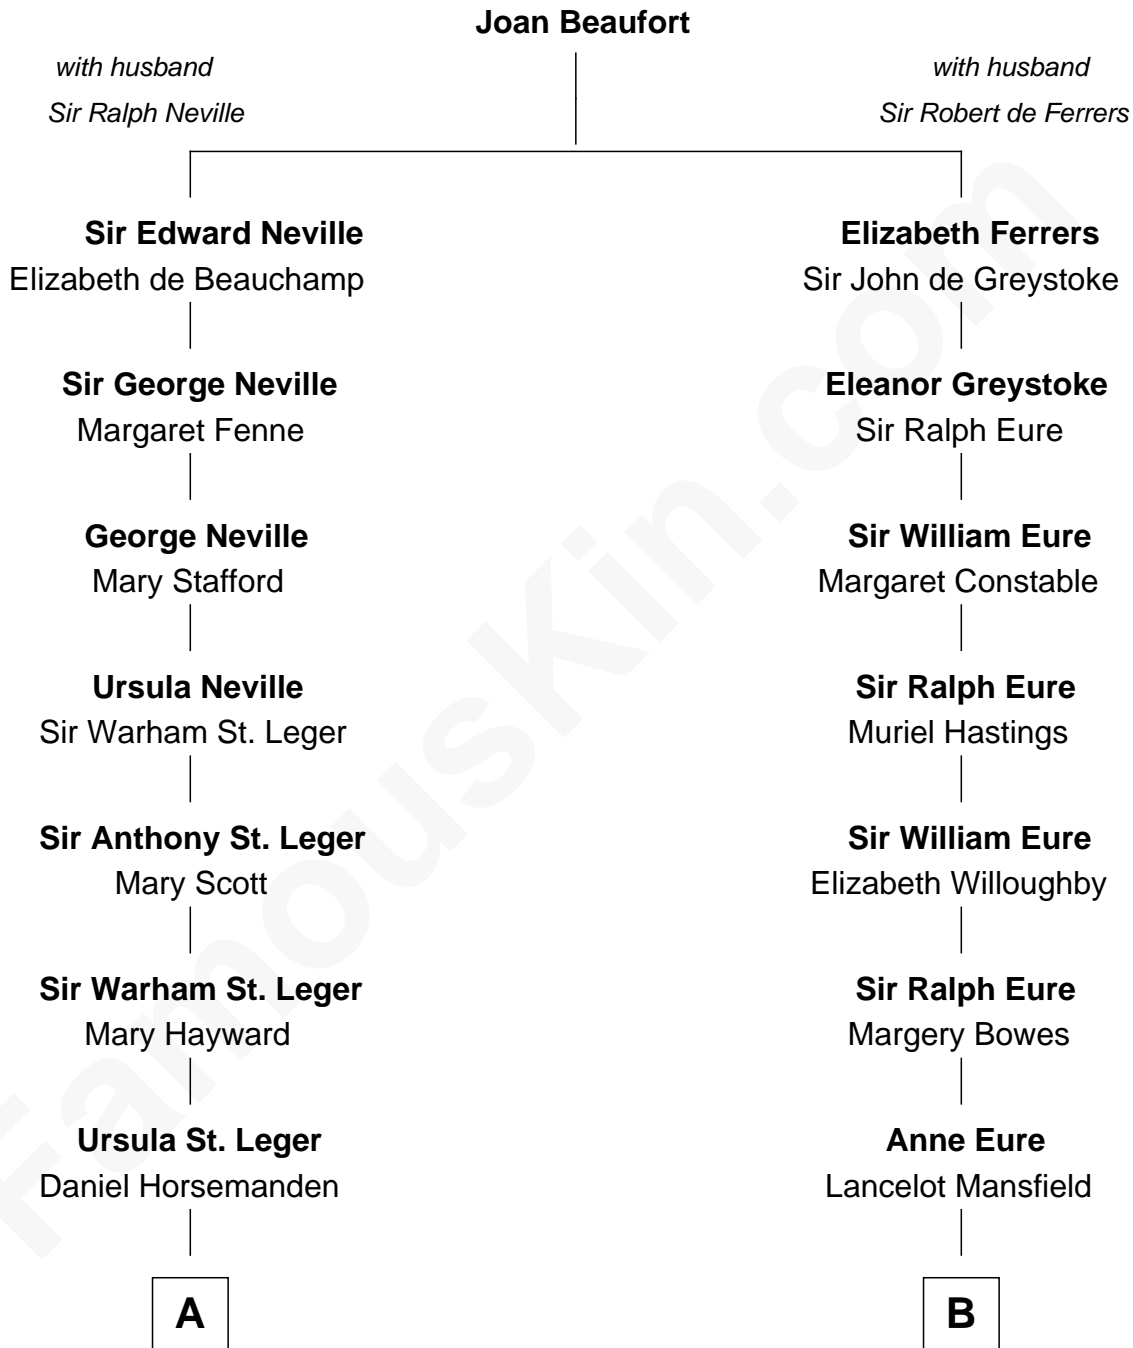 Joan Beaufort
with husband
Sir Ralph Neville
with husband
Sir Robert de Ferrers
Sir Edward Neville
Elizabeth de Beauchamp
Sir George Neville
Margaret Fenne
George Neville
Mary Stafford
Ursula Neville
Sir Warham St. Leger
Sir Anthony St. Leger
Mary Scott
Sir Warham St. Leger
Mary Hayward
Ursula St. Leger
Daniel Horsemanden
A
Elizabeth Ferrers
Sir John de Greystoke
Eleanor Greystoke
Sir Ralph Eure
Sir William Eure
Margaret Constable
Sir Ralph Eure
Muriel Hastings
Sir William Eure
Elizabeth Willoughby
Sir Ralph Eure
Margery Bowes
Anne Eure
Lancelot Mansfield
B
FamousKin.com